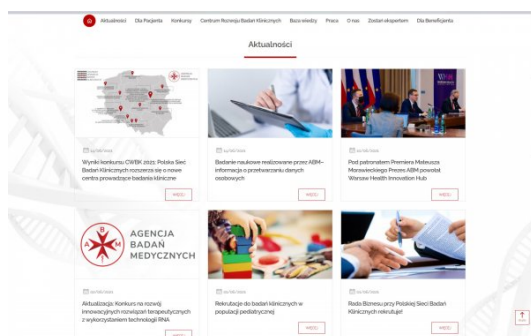 Aktualności Dla Pacjenta Konkursy Centrum Rozwoju Badań Klinicznych Baza wiedzy Praca O nas Zostań ekspertem Dla Beneficjenta
Aktualności
Wyniki konkursu CWBK 2021: Polska Sieć
Badań Klinicznych rozszerza się o nowe
centra prowadzące badania kliniczne
WIĘCEJ
Badanie naukowe realizowane przez ABM–
informacja o przetwarzaniu danych
osobowych
WIĘCEJ
Pod patronatem Premiera Mateusza
Morawieckiego Prezes ABM powołał
Warsaw Health Innovation Hub
WIĘCEJ
A B M
AGENCJA
BADAŃ
MEDYCZNYCH
Aktualizacja: Konkurs na rozwój
innowacyjnych rozwiązań terapeutycznych
z wykorzystaniem technologii RNA
WIĘCEJ
Rekrutacje do badań klinicznych w
populacji pediatrycznej
WIĘCEJ
Rada Biznesu przy Polskiej Sieci Badań
Klinicznych rekrutuje!
WIĘCEJ